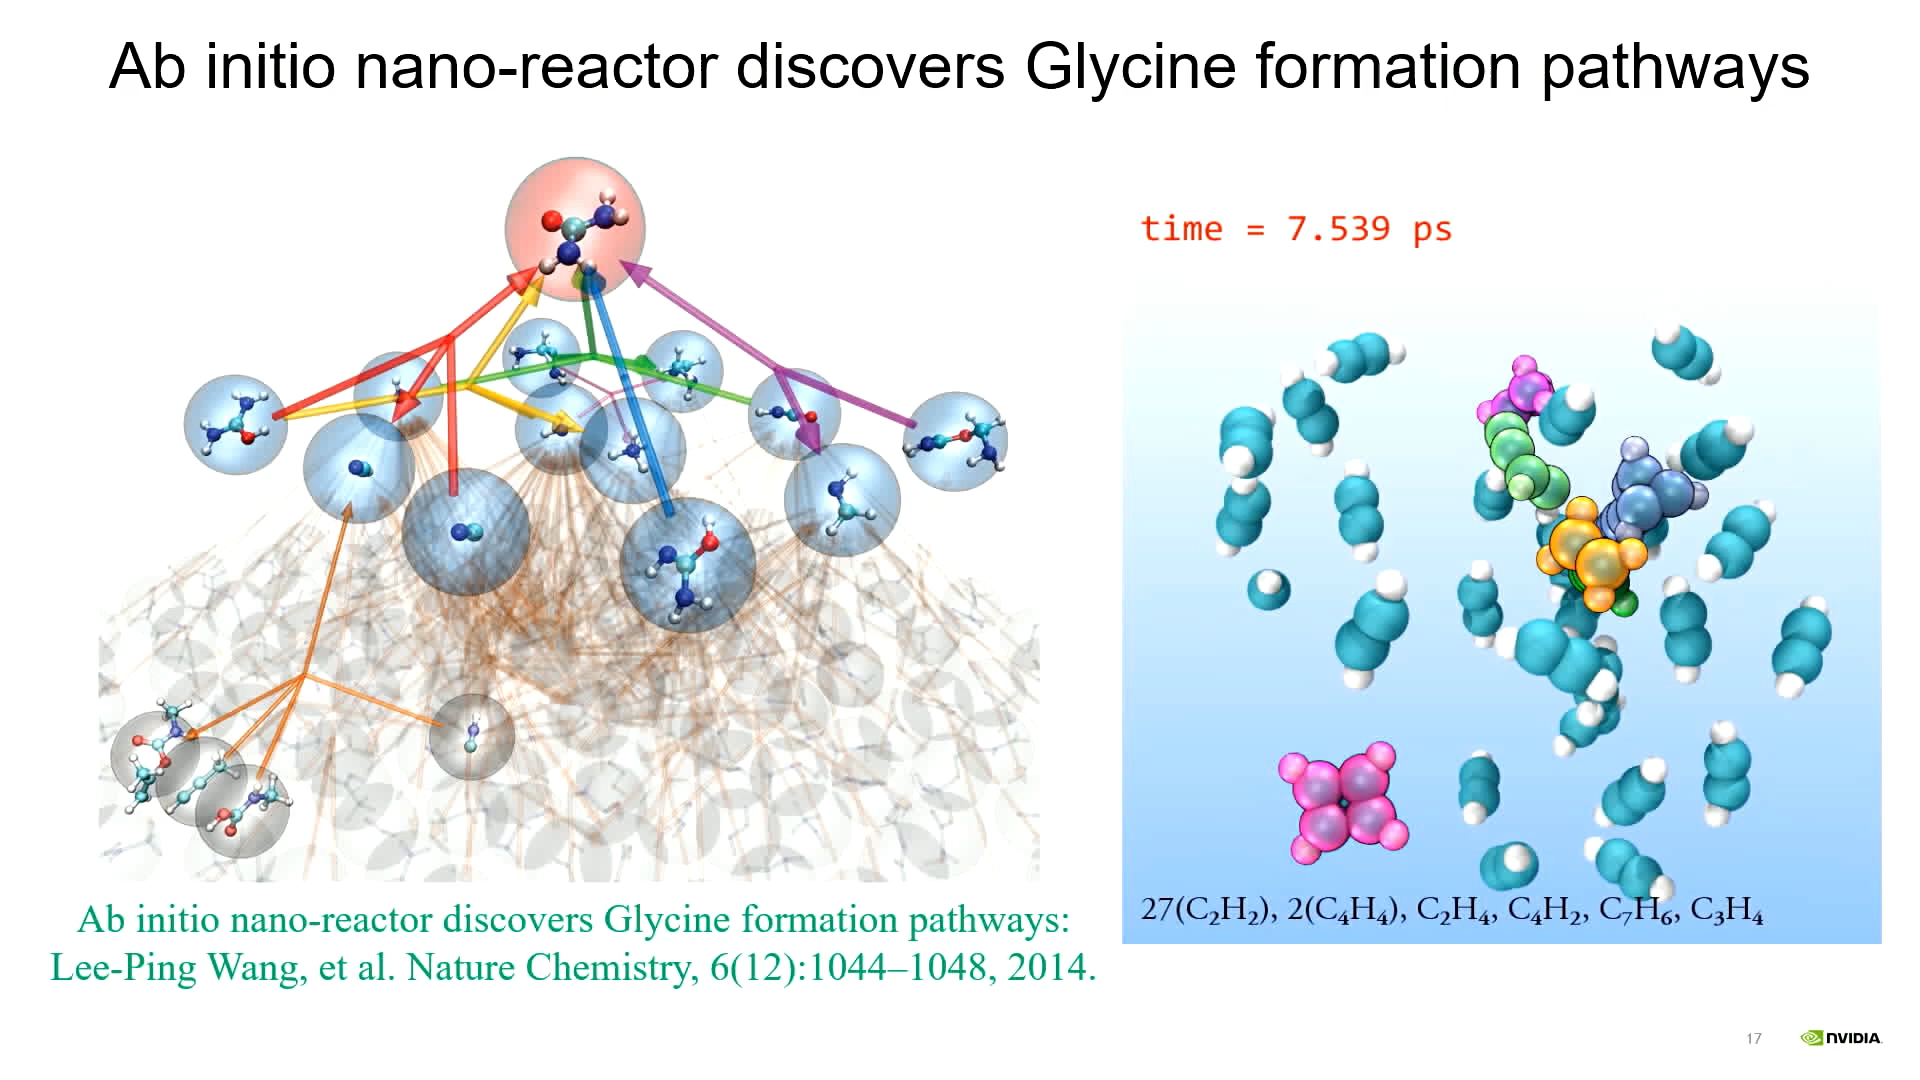 Ab initio nano-reactor discovers Glycine formation pathways
time = 7.539 ps
27(C₂H₂), 2(C₄H₄), C₂H₄, C₄H₂, C₇H₆, C₃H₄
Ab initio nano-reactor discovers Glycine formation pathways:
Lee-Ping Wang, et al. Nature Chemistry, 6(12):1044–1048, 2014.
17
NVIDIA